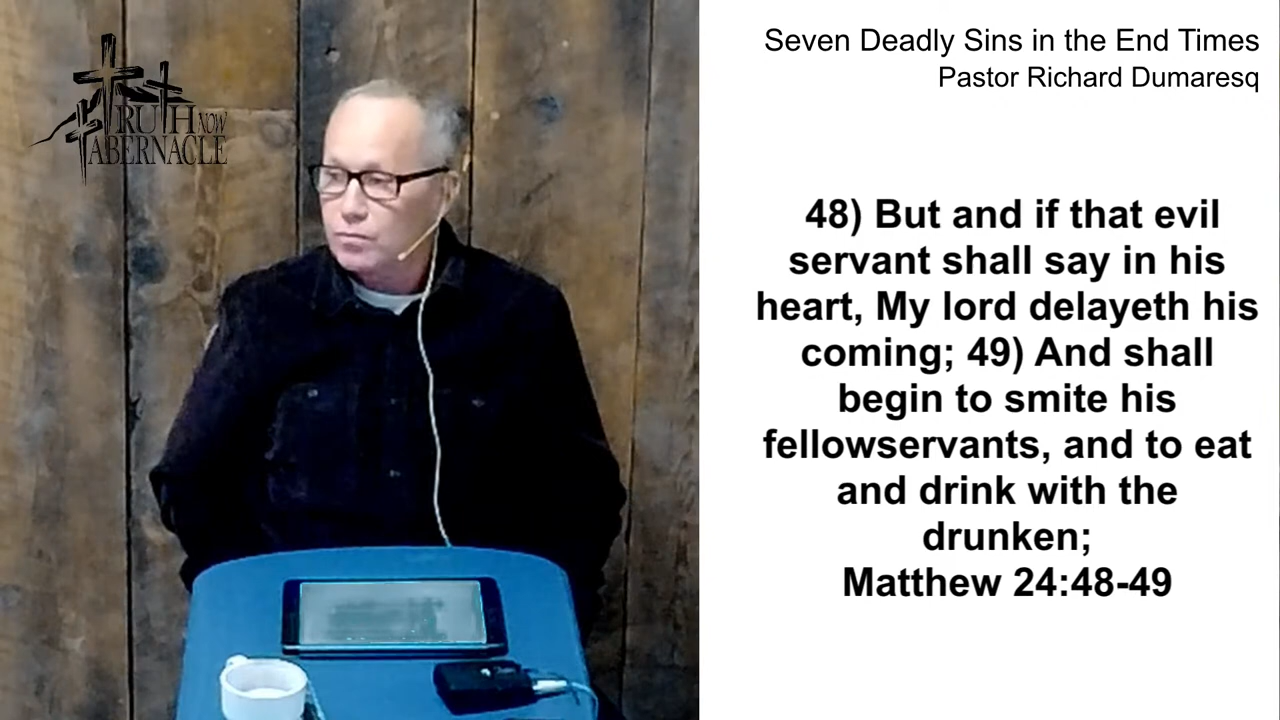 TRUTH NOW
TABERNACLE
Seven Deadly Sins in the End Times
Pastor Richard Dumaresq
48) But and if that evil
servant shall say in his
heart, My lord delayeth his
coming; 49) And shall
begin to smite his
fellowservants, and to eat
and drink with the
drunken;
Matthew 24:48-49